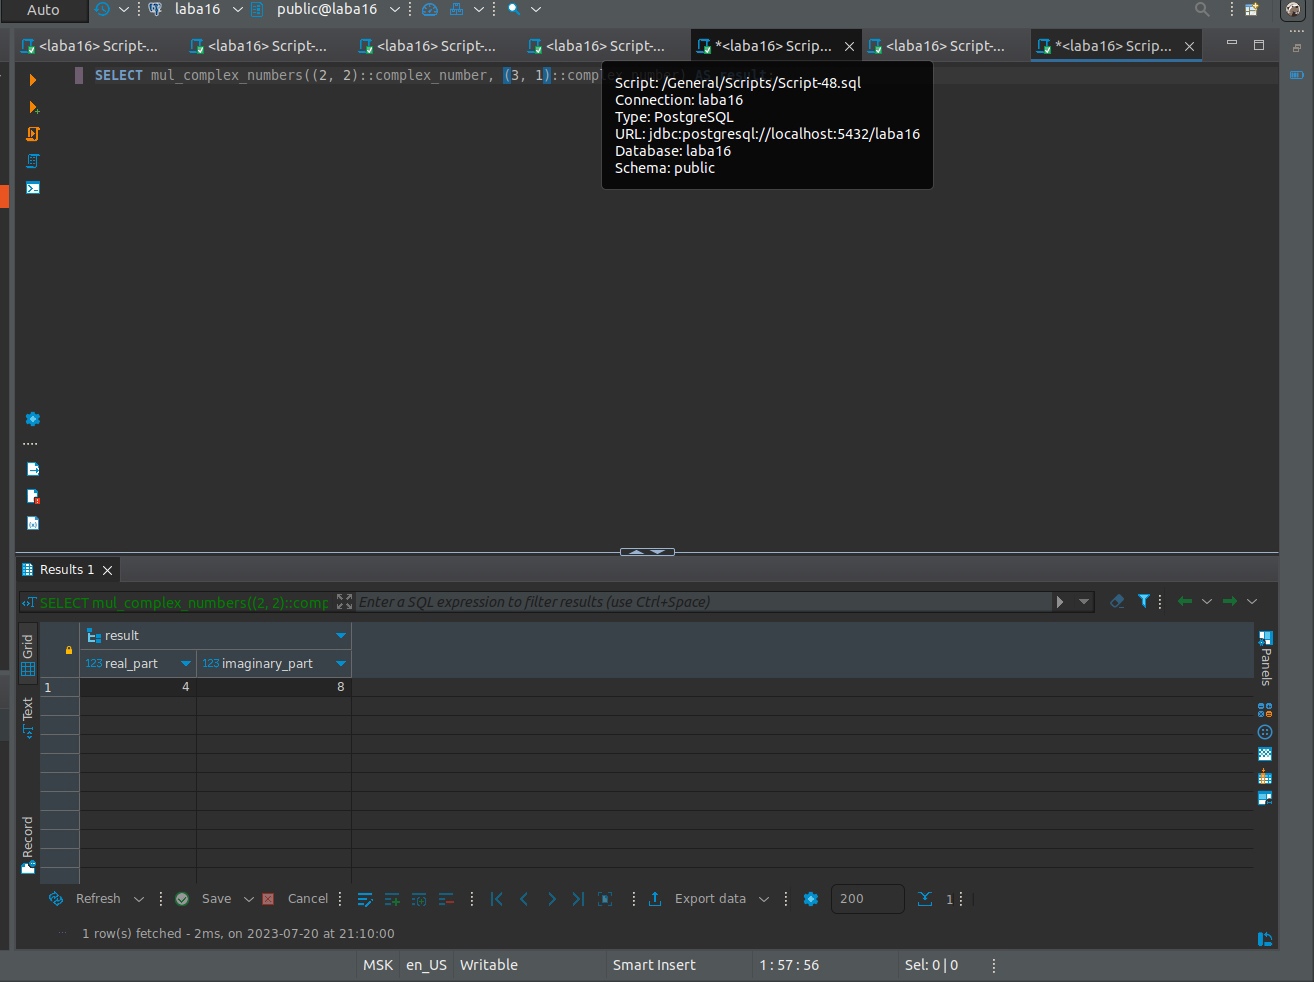 Auto laba16 public@laba16
<laba16> Script-... <laba16> Script-... <laba16> Script-... <laba16> Script-... *<laba16> Scrip... <laba16> Script-... *<laba16> Scrip...
SELECT mul_complex_numbers((2, 2)::complex_number, (3, 1)::complex_number) AS result;
Script: /General/Scripts/Script-48.sql
Connection: laba16
Type: PostgreSQL
URL: jdbc:postgresql://localhost:5432/laba16
Database: laba16
Schema: public
Results 1
SELECT mul_complex_numbers((2, 2)::comp Enter a SQL expression to filter results (use Ctrl+Space)
Grid
Text
Record
result
123 real_part 123 imaginary_part
1 4 8
Panels
Refresh Save Cancel Export data 200 1
1 row(s) fetched - 2ms, on 2023-07-20 at 21:10:00
MSK en_US Writable Smart Insert 1 : 57 : 56 Sel: 0 | 0